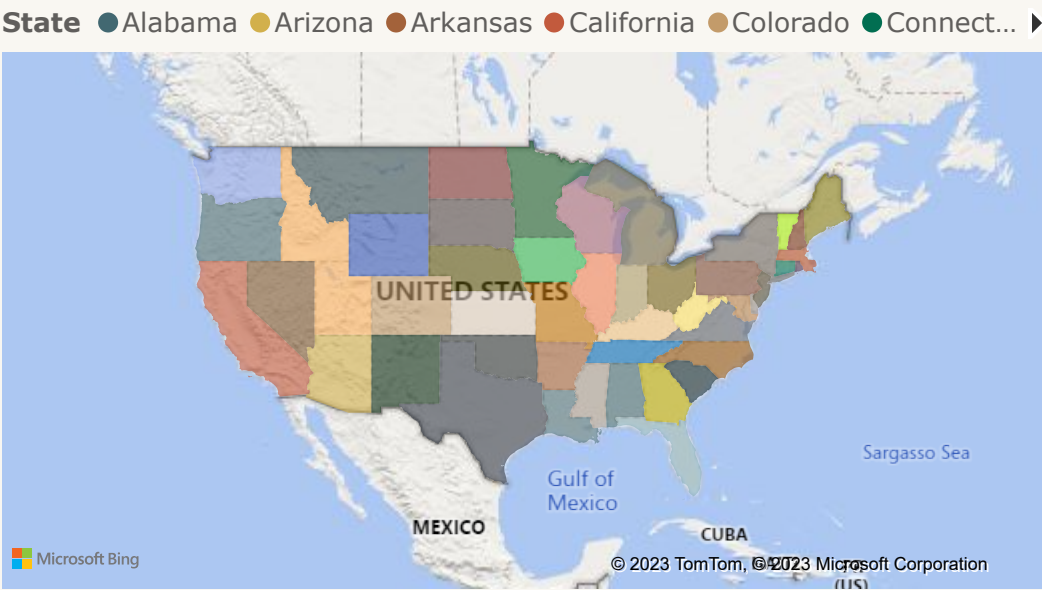 State Alabama Arizona Arkansas California Colorado Connect...
UNITED STATES
Sargasso Sea
Gulf of
Mexico
MEXICO
CUBA
Microsoft Bing
© 2023 TomTom, © 2023 Microsoft Corporation
(US)